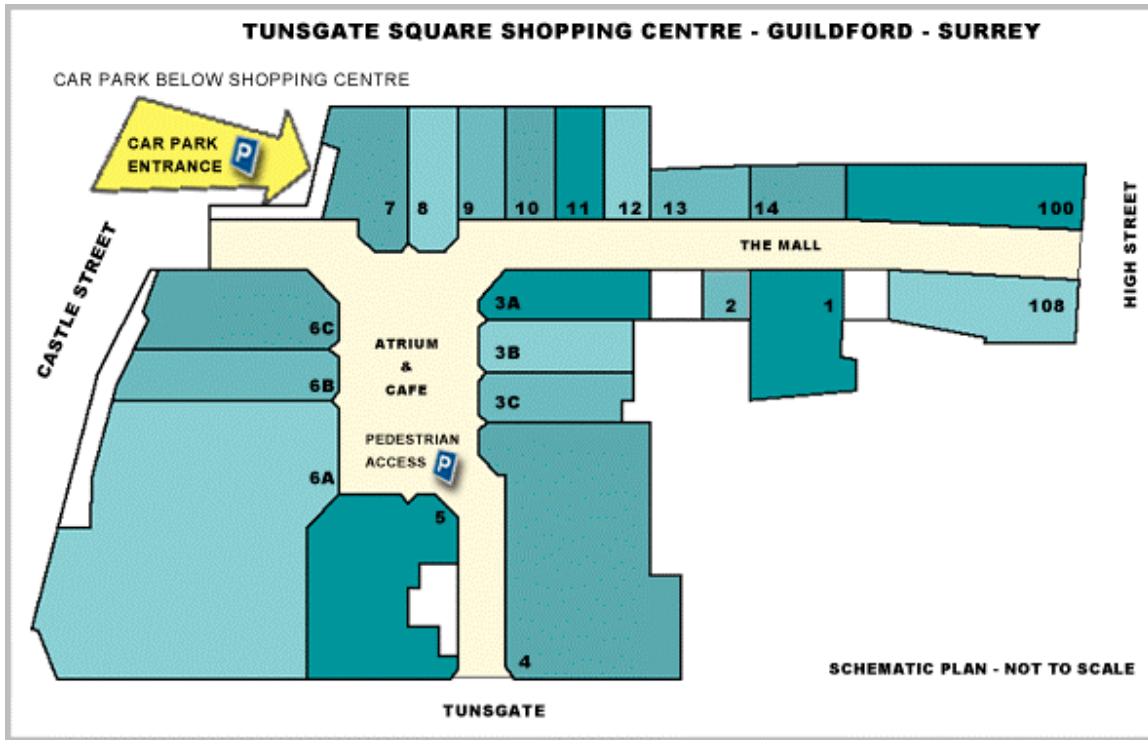 TUNSGATE SQUARE SHOPPING CENTRE - GUILDFORD - SURREY
CAR PARK BELOW SHOPPING CENTRE
CAR PARK
ENTRANCE
P
7
8
9
10
11
12
13
14
100
THE MALL
HIGH STREET
CASTLE STREET
6C
6B
6A
ATRIUM
&
CAFE
3A
3B
3C
2
1
108
PEDESTRIAN
ACCESS
P
5
4
SCHEMATIC PLAN - NOT TO SCALE
TUNSGATE